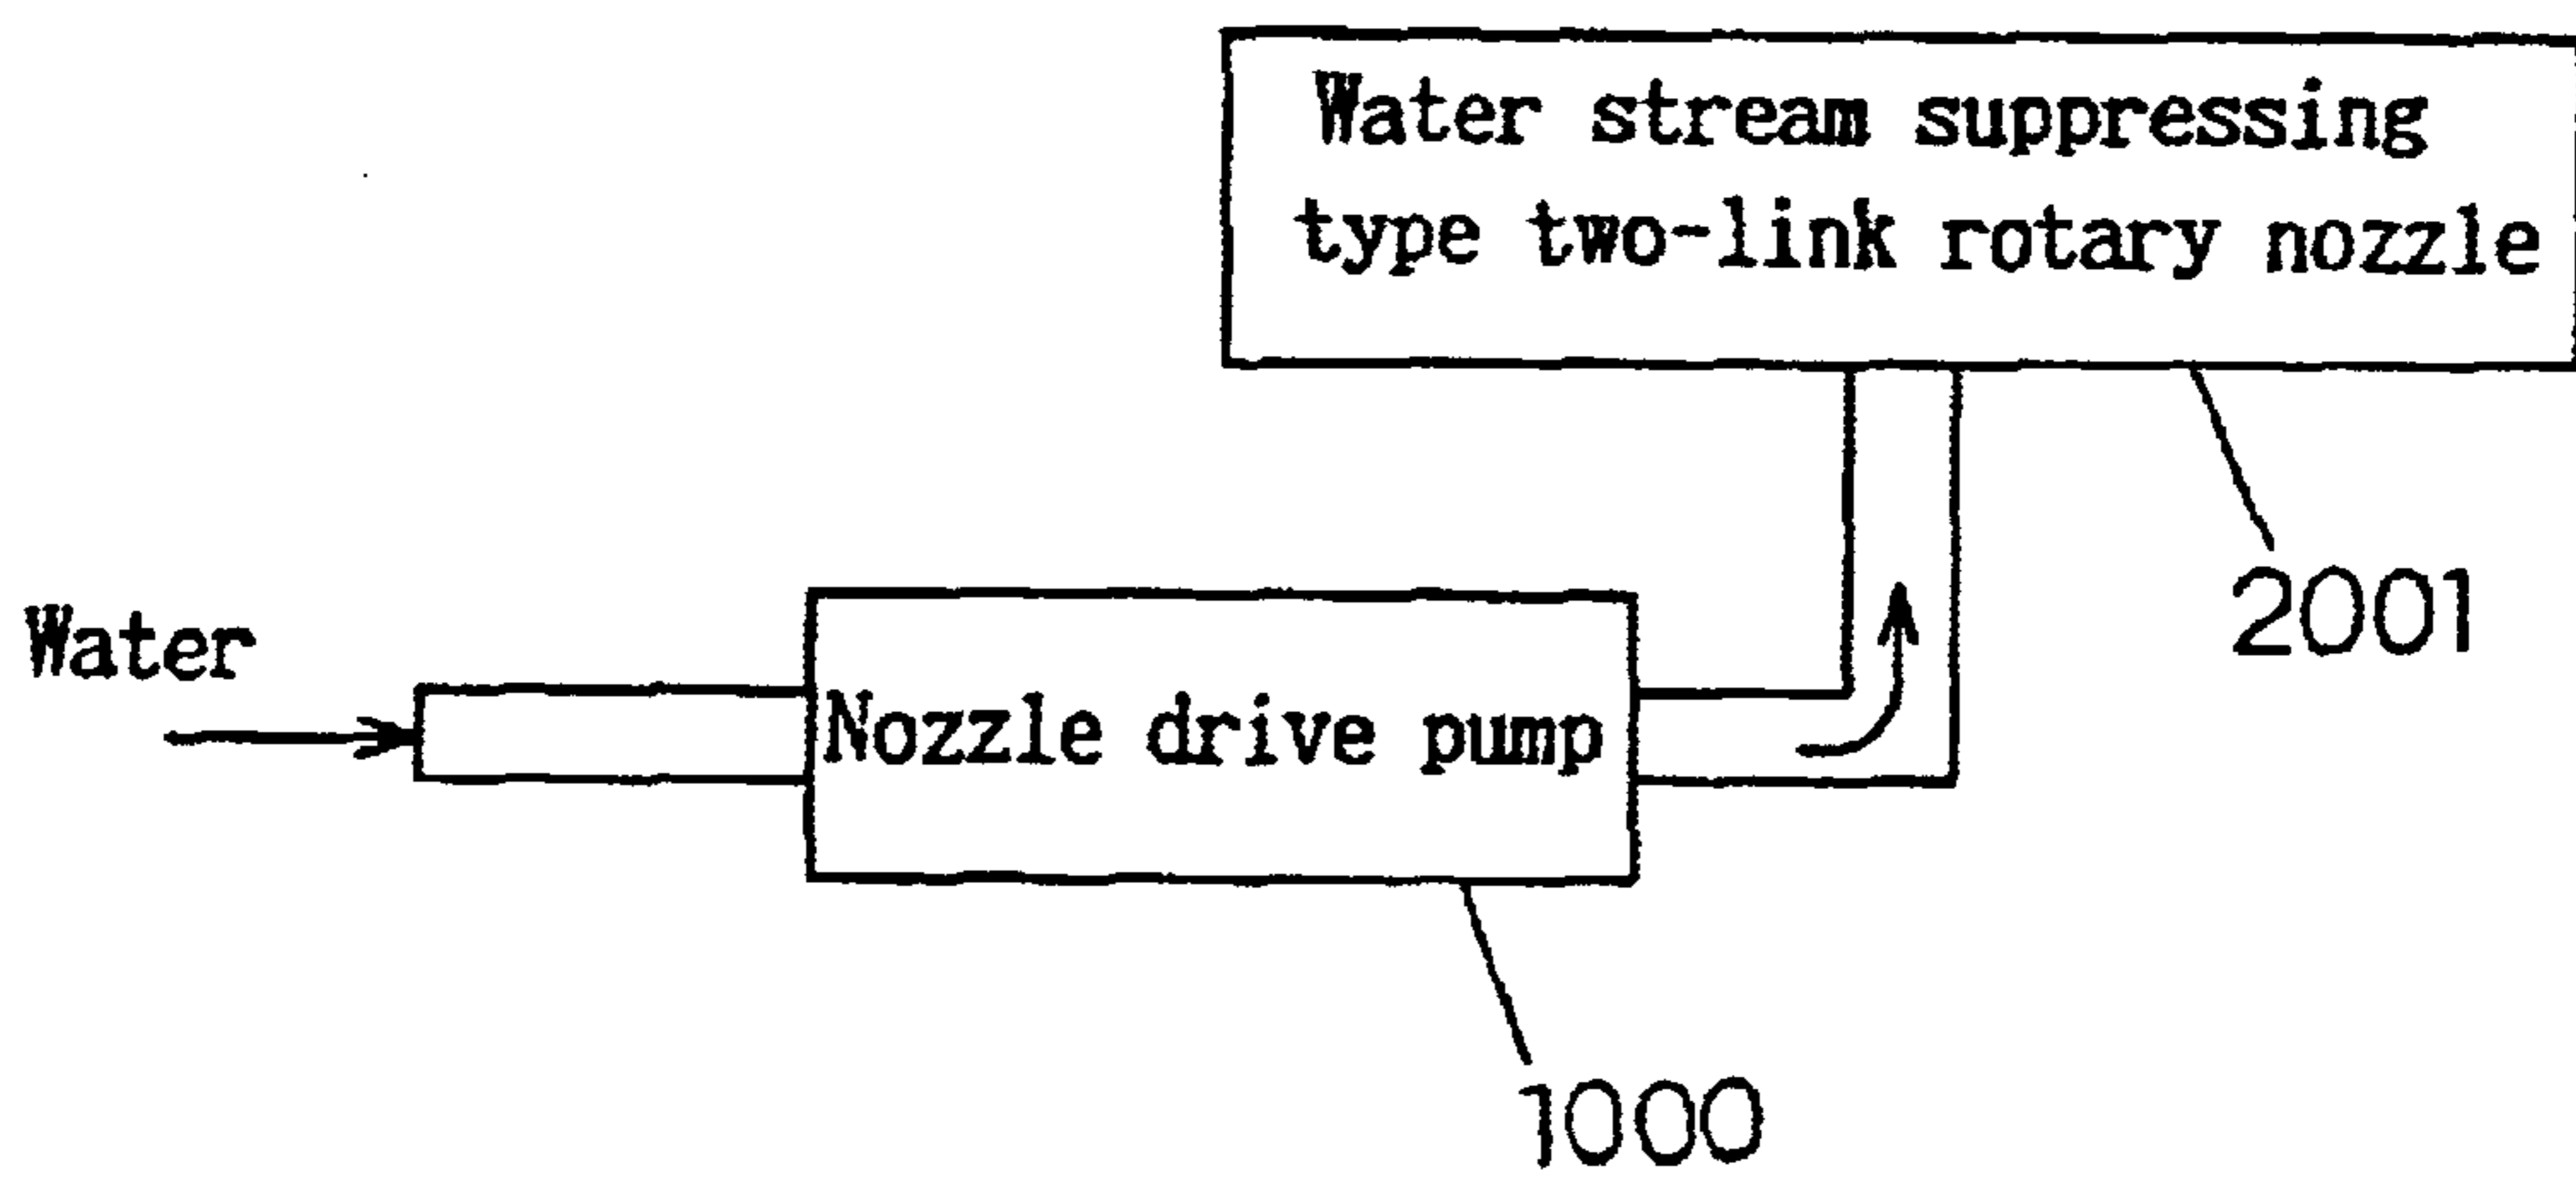 Water stream suppressing
type two-link rotary nozzle
2001
Water
Nozzle drive pump
1000